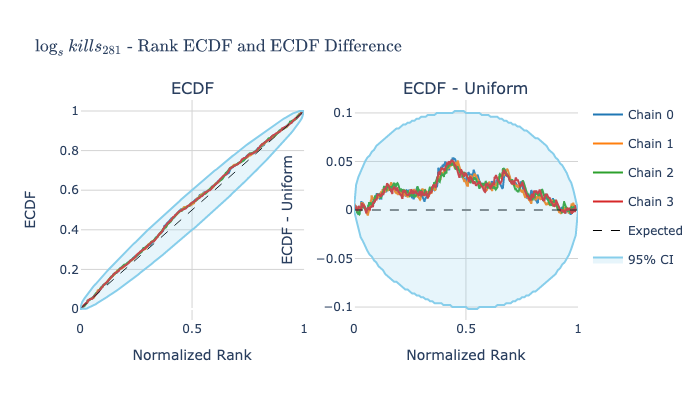 log_s kills_281 - Rank ECDF and ECDF Difference
ECDF
ECDF - Uniform
1
0.8
0.6
0.4
0.2
0
ECDF
0
0.5
1
Normalized Rank
0.1
0.05
0
−0.05
−0.1
ECDF - Uniform
0
0.5
1
Normalized Rank
Chain 0
Chain 1
Chain 2
Chain 3
Expected
95% CI